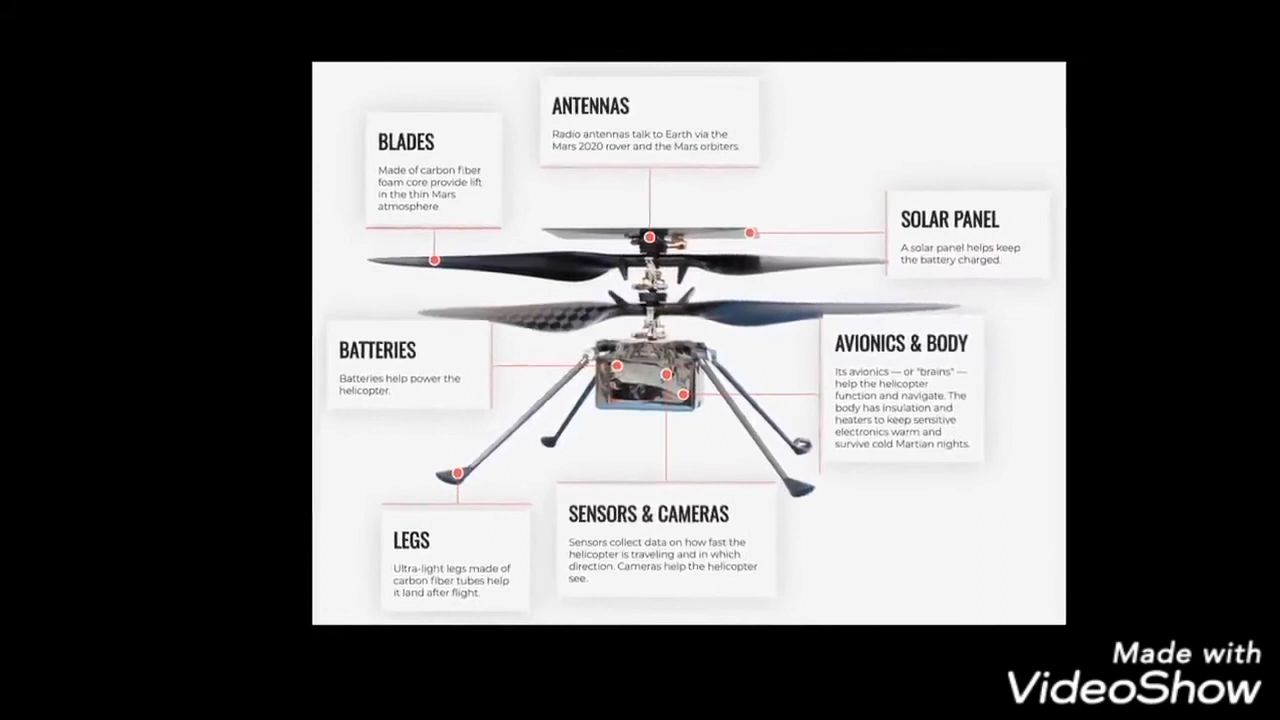 ANTENNAS
Radio antennas talk to Earth via the
Mars 2020 rover and the Mars orbiters.
BLADES
Made of carbon fiber
foam core provide lift
in the thin Mars
atmosphere
SOLAR PANEL
A solar panel helps keep
the battery charged.
BATTERIES
Batteries help power the
helicopter.
AVIONICS & BODY
Its avionics — or "brains" —
help the helicopter
function and navigate. The
body has insulation and
heaters to keep sensitive
electronics warm and
survive cold Martian nights.
LEGS
Ultra-light legs made of
carbon fiber tubes help
it land after flight.
SENSORS & CAMERAS
Sensors collect data on how fast the
helicopter is traveling and in which
direction. Cameras help the helicopter
see.
Made with
VideoShow